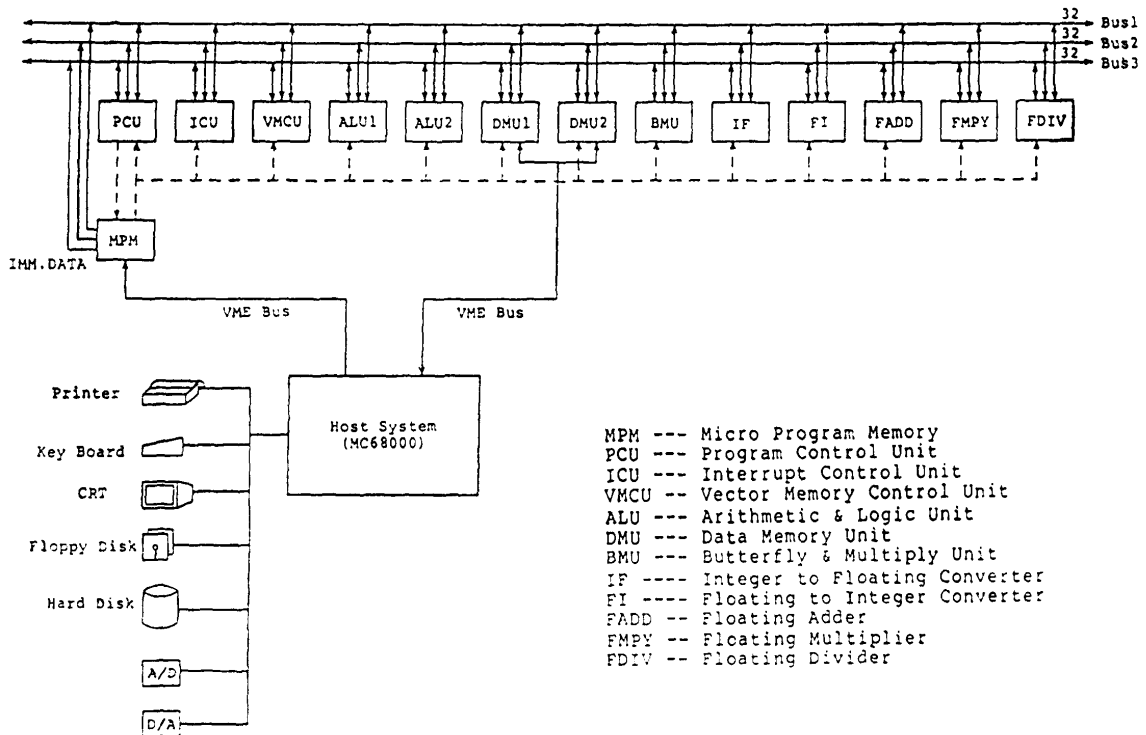 32 Bus1
32 Bus2
32 Bus3
PCU ICU VMCU ALU1 ALU2 DMU1 DMU2 BMU IF FI FADD FMPY FDIV
MPM
IMM.DATA
VME Bus VME Bus
Host System
(MC68000)
Printer
Key Board
CRT
Floppy Disk
Hard Disk
A/D
D/A
MPM --- Micro Program Memory
PCU --- Program Control Unit
ICU --- Interrupt Control Unit
VMCU -- Vector Memory Control Unit
ALU --- Arithmetic & Logic Unit
DMU --- Data Memory Unit
BMU --- Butterfly & Multiply Unit
IF ---- Integer to Floating Converter
FI ---- Floating to Integer Converter
FADD -- Floating Adder
FMPY -- Floating Multiplier
FDIV -- Floating Divider